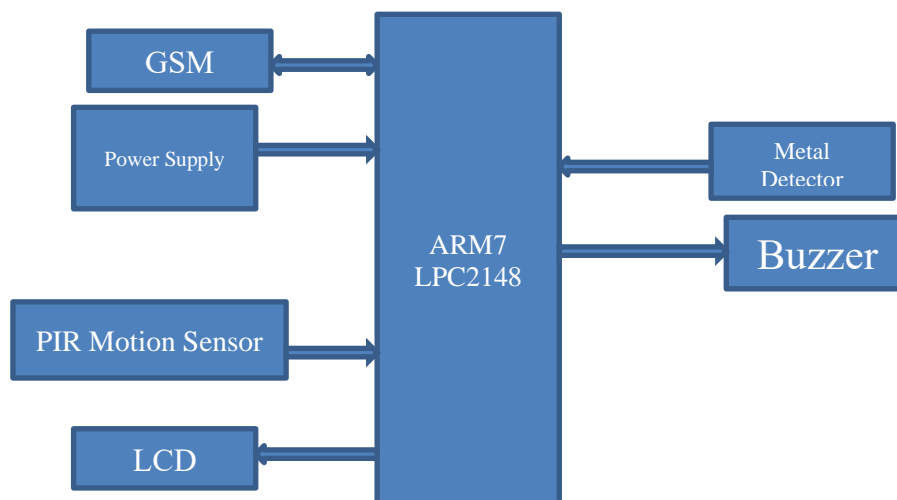 GSM
Power Supply
PIR Motion Sensor
LCD
ARM7
LPC2148
Metal
Detector
Buzzer